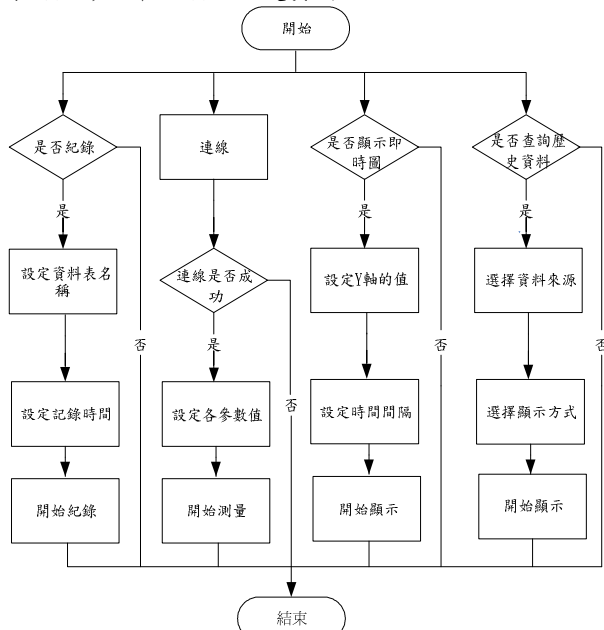 開始
是否紀錄
連線
是否顯示即
時圖
是否查詢歷
史資料
是
是
是
設定資料表名
稱
連線是否成
功
設定Y軸的值
選擇資料來源
否
是
否
否
設定記錄時間
設定各參數值
否
設定時間間隔
選擇顯示方式
開始紀錄
開始測量
開始顯示
開始顯示
結束